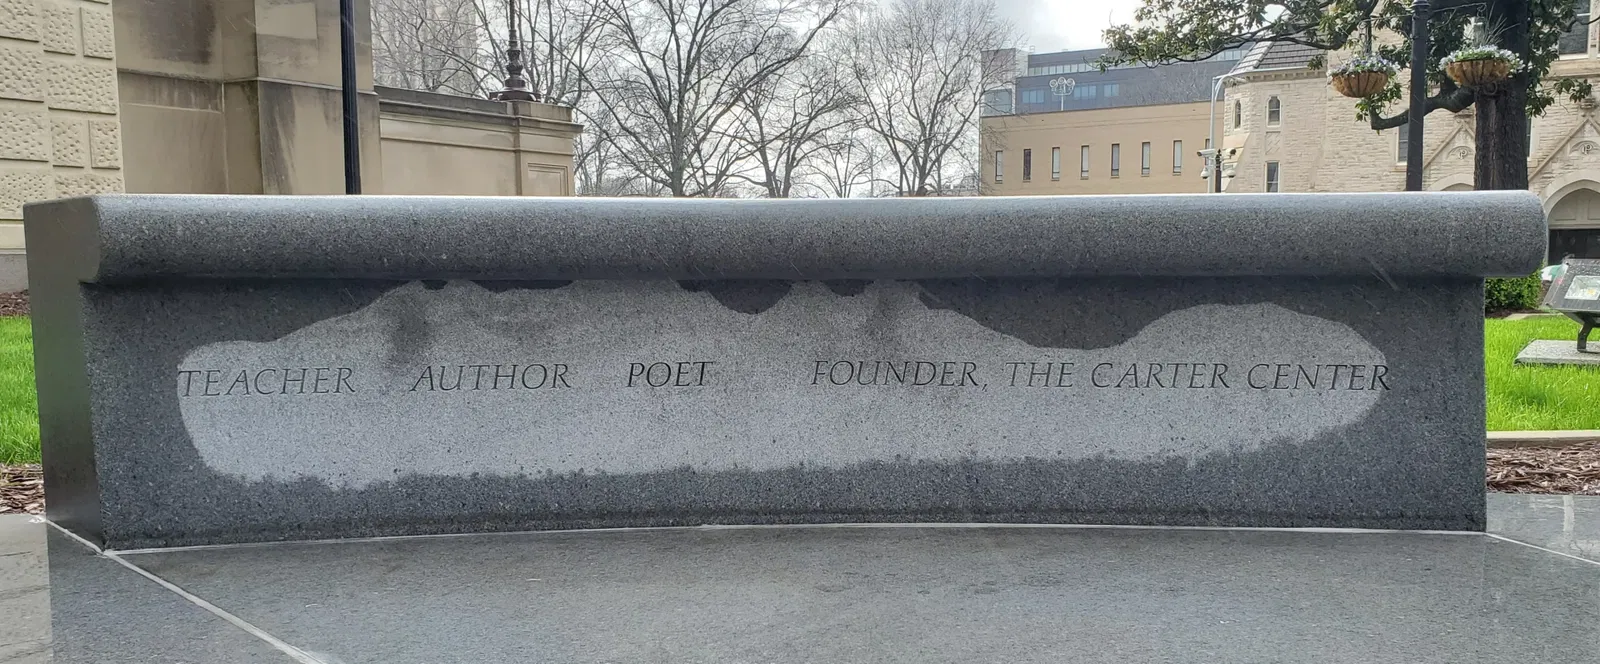 TEACHER AUTHOR POET FOUNDER, THE CARTER CENTER